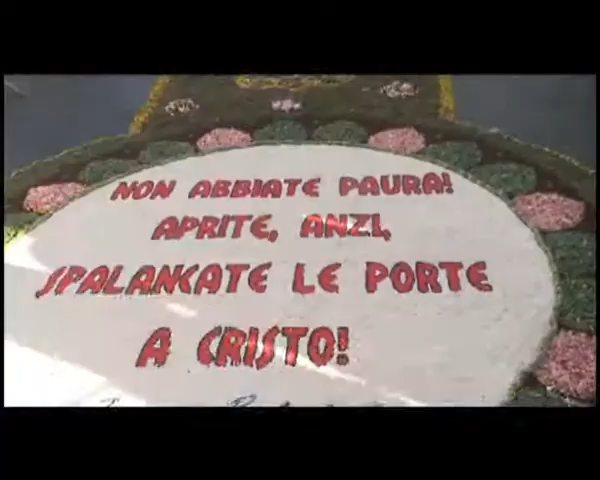 NON ABBIATE PAURA!
APRITE, ANZI,
SPALANCATE LE PORTE
A CRISTO!